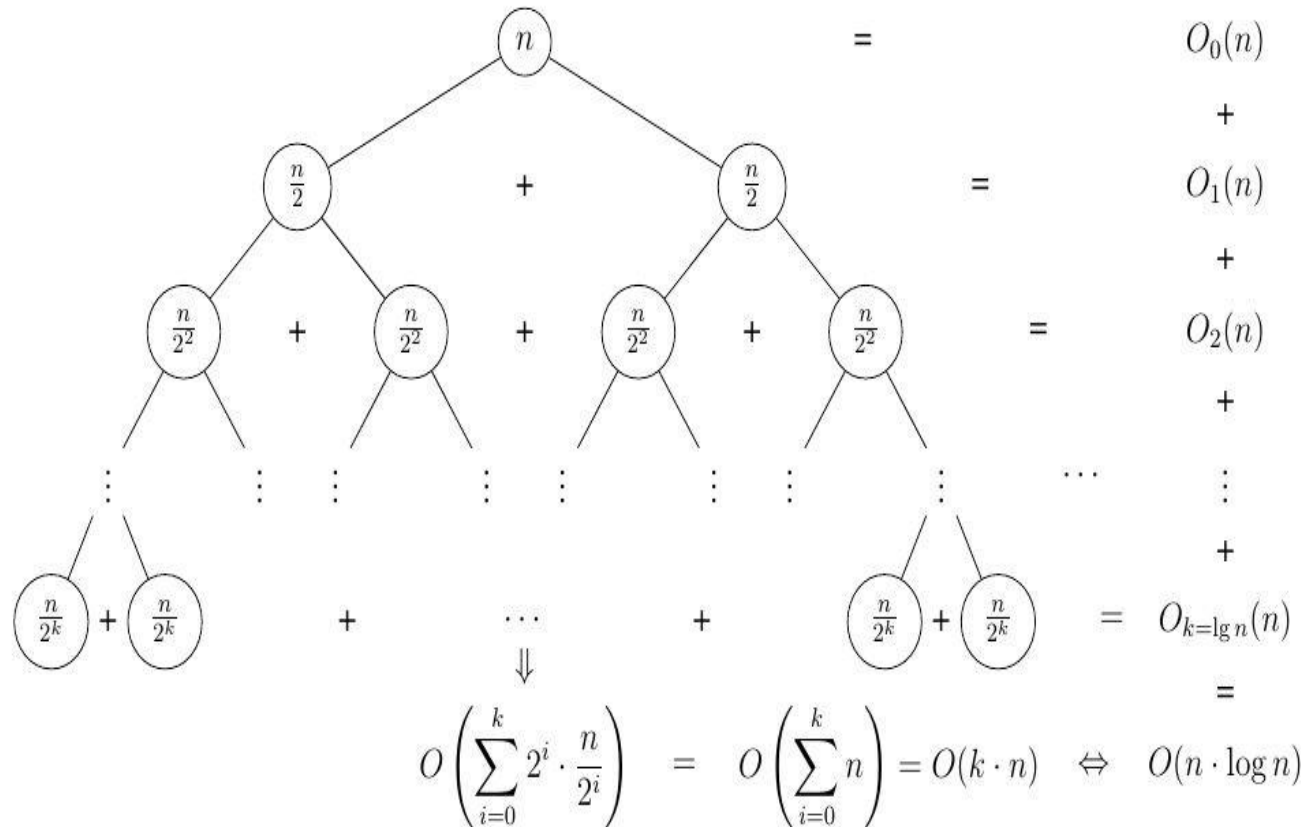 n = O_0(n)
+
n/2 + n/2 = O_1(n)
+
n/2^2 + n/2^2 + n/2^2 + n/2^2 = O_2(n)
+
⋮ ⋮ ⋮ ⋮ ⋮ ⋮ ⋮ ⋮ ⋯ ⋮
+
n/2^k + n/2^k + ⋯ + n/2^k + n/2^k = O_{k=lg n}(n)
⇓ =
O(∑_{i=0}^{k} 2^i · n/2^i) = O(∑_{i=0}^{k} n) = O(k · n) ⇔ O(n · log n)